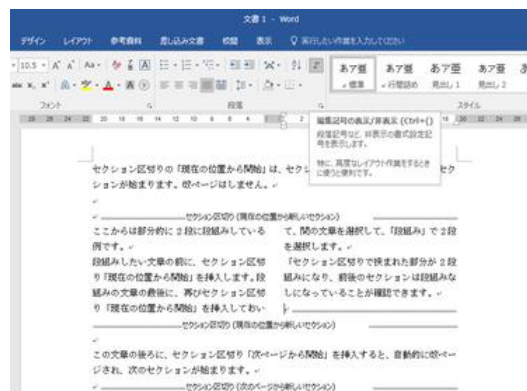 文書 1 - Word
デザイン レイアウト 参考資料 差し込み文書 校閲 表示 実行したい作業を入力してください
10.5 A A Aa A
abc x, x² A A
あア亜 あア亜 あア亜 あア亜
標準 行間詰め 見出し 1 見出し 2
フォント 段落 スタイル
編集記号の表示/非表示 (Ctrl+()
段落記号など、非表示の書式設定記
号を表示します。
特に、高度なレイアウト作業をするとき
に使うと便利です。
28 26 24 22 20 18 16 14 12 10 8 6 4 2
セクション区切りの「現在の位置から開始」は、セク
ションが始まります。改ページはしません。
セクション区切り (現在の位置から新しいセクション)
ここからは部分的に 2 段に段組みしている
例です。
段組みしたい文章の前に、セクション区切
り「現在の位置から開始」を挿入します。段
組みの文章の最後に、再びセクション区切
り「現在の位置から開始」を挿入しておい
て、間の文章を選択して、「段組み」で 2 段
を選択します。
「セクション区切りで挟まれた部分が 2 段
組みになり、前後のセクションは段組みな
しになっていることが確認できます。
セクション区切り (現在の位置から新しいセクション)
この文章の後ろに、セクション区切り「次ページから開始」を挿入すると、自動的に改ペー
ジされ、次のセクションが始まります。
セクション区切り (次のページから新しいセクション)